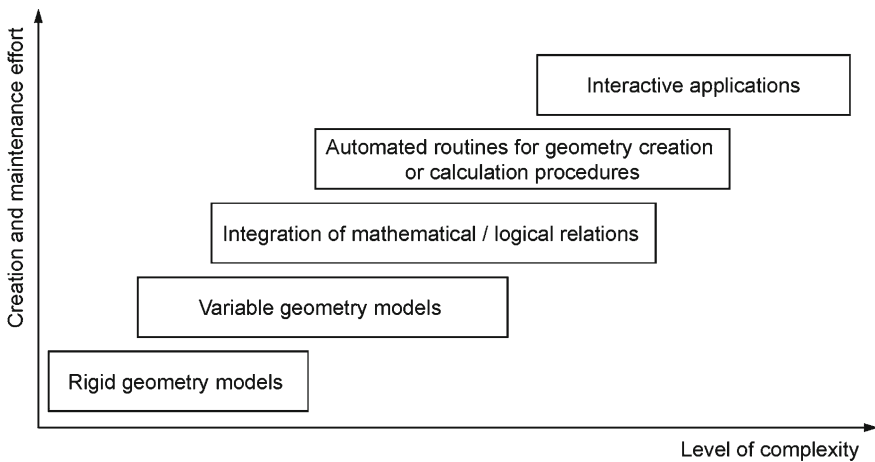 Creation and maintenance effort
Interactive applications
Automated routines for geometry creation
or calculation procedures
Integration of mathematical / logical relations
Variable geometry models
Rigid geometry models
Level of complexity